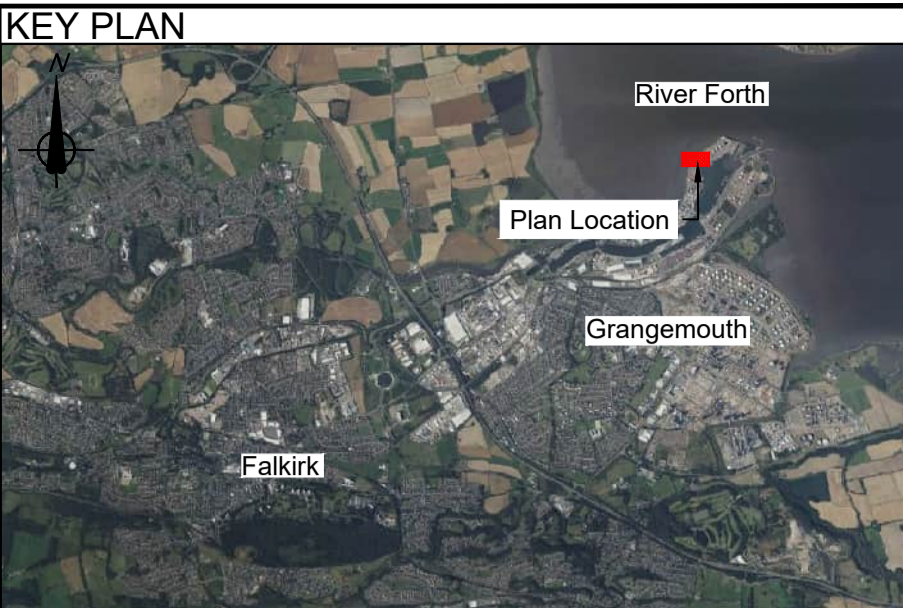 KEY PLAN
N
River Forth
Plan Location
Grangemouth
Falkirk